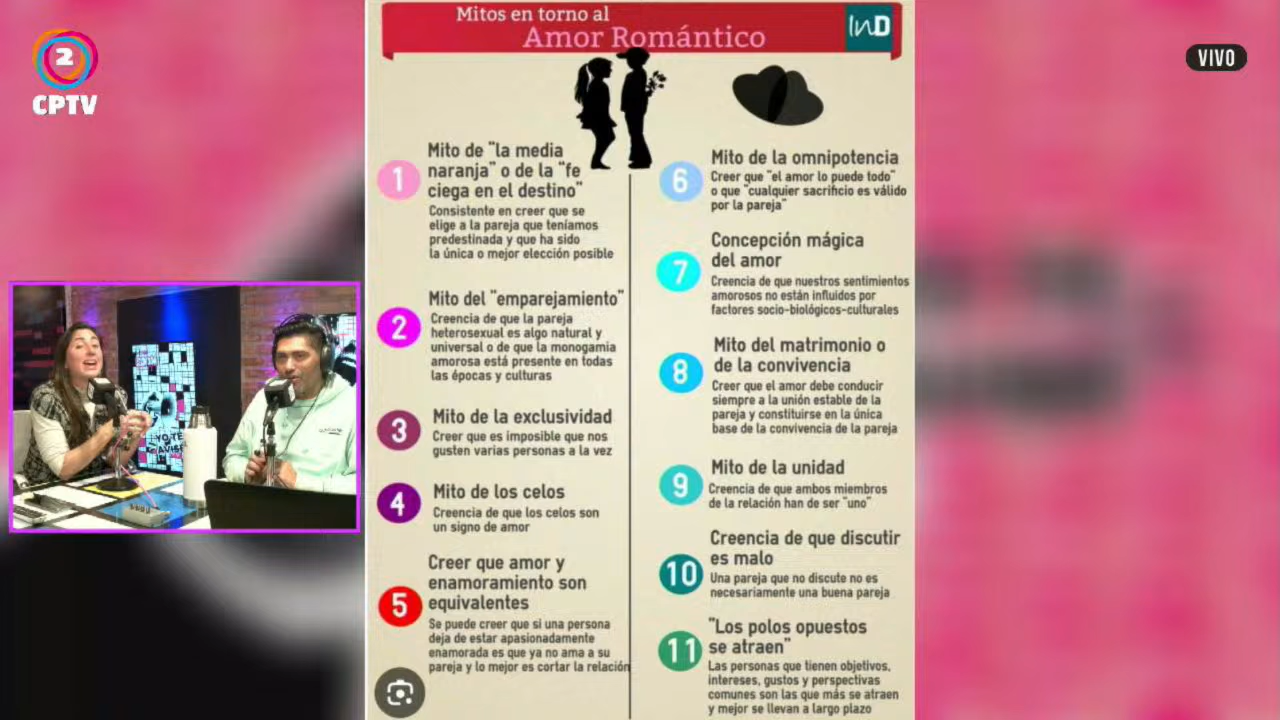 2
CPTV
VIVO
Mitos en torno al
Amor Romántico
InD
1
Mito de "la media
naranja" o de la "fe
ciega en el destino"
Consistente en creer que se
elige a la pareja que teníamos
predestinada y que ha sido
la única o mejor elección posible
2
Mito del "emparejamiento"
Creencia de que la pareja
heterosexual es algo natural y
universal o de que la monogamia
amorosa está presente en todas
las épocas y culturas
3
Mito de la exclusividad
Creer que es imposible que nos
gusten varias personas a la vez
4
Mito de los celos
Creencia de que los celos son
un signo de amor
5
Creer que amor y
enamoramiento son
equivalentes
Se puede creer que si una persona
deja de estar apasionadamente
enamorada es que ya no ama a su
pareja y lo mejor es cortar la relación
6
Mito de la omnipotencia
Creer que "el amor lo puede todo"
o que "cualquier sacrificio es válido
por la pareja"
7
Concepción mágica
del amor
Creencia de que nuestros sentimientos
amorosos no están influidos por
factores socio-biológicos-culturales
8
Mito del matrimonio o
de la convivencia
Creer que el amor debe conducir
siempre a la unión estable de la
pareja y constituirse en la única
base de la convivencia de la pareja
9
Mito de la unidad
Creencia de que ambos miembros
de la relación han de ser "uno"
10
Creencia de que discutir
es malo
Una pareja que no discute no es
necesariamente una buena pareja
11
"Los polos opuestos
se atraen"
Las personas que tienen objetivos,
intereses, gustos y perspectivas
comunes son las que más se atraen
y mejor se llevan a largo plazo
YO TE
AVISÉ